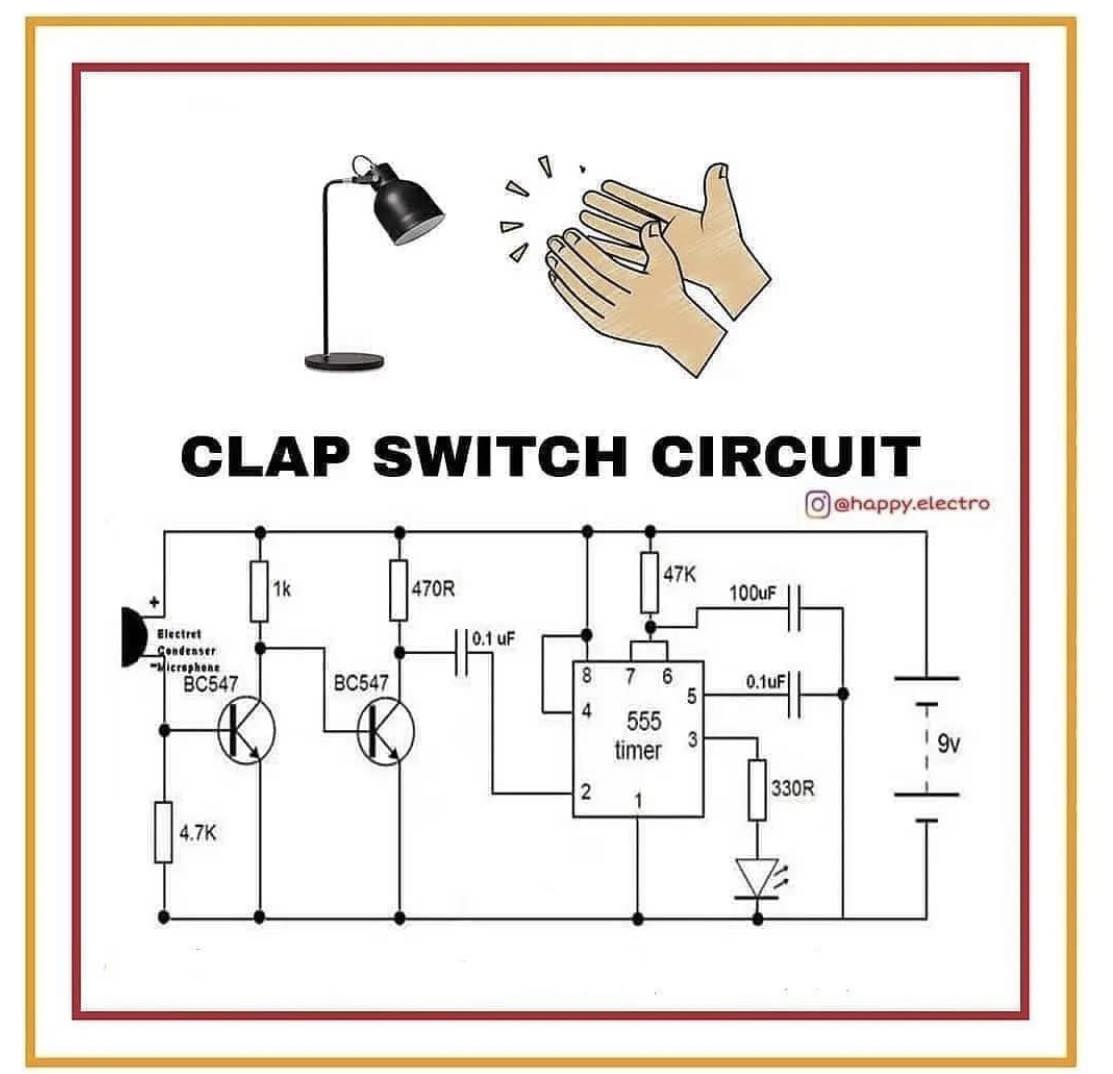 CLAP SWITCH CIRCUIT
@happy.electro
1k
470R
47K
100uF
+
Electret
Condenser
Microphone
0.1 uF
BC547
BC547
8
7
6
0.1uF
5
4
555
timer
3
9v
2
1
330R
4.7K